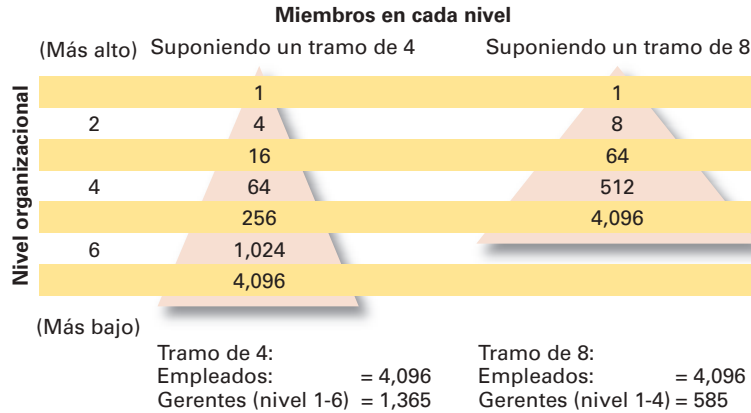 Miembros en cada nivel
(Más alto) Suponiendo un tramo de 4 Suponiendo un tramo de 8
Nivel organizacional
1 1
2 4 8
16 64
4 64 512
256 4,096
6 1,024
4,096
(Más bajo)
Tramo de 4: Tramo de 8:
Empleados: = 4,096 Empleados: = 4,096
Gerentes (nivel 1-6) = 1,365 Gerentes (nivel 1-4) = 585